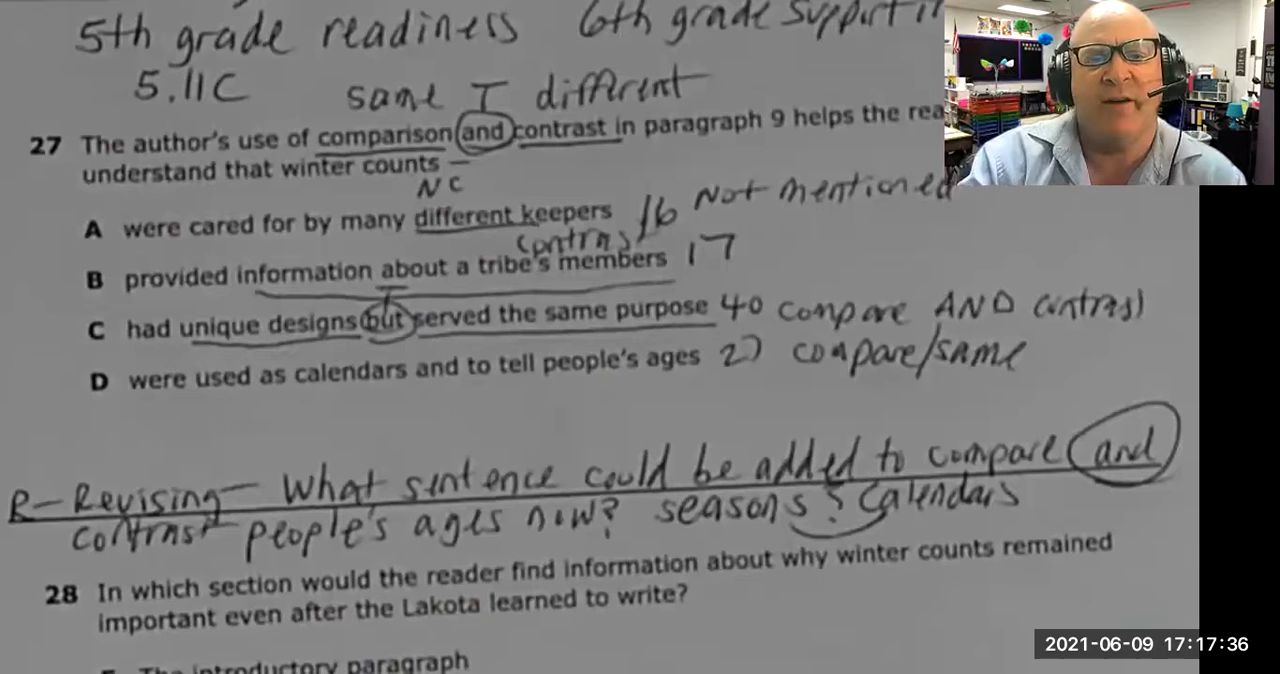 5th grade readiness 6th grade supporti
5.11C same I different
27 The author's use of comparison and contrast in paragraph 9 helps the rea
understand that winter counts —
NC
A were cared for by many different keepers 16 Not mentioned
contras
B provided information about a tribe's members 17
C had unique designs but served the same purpose 40 compare AND contrast
D were used as calendars and to tell people's ages 27 compare/same
R-Revising- What sentence could be added to compare and
contrast people's ages now? seasons & calendars
28 In which section would the reader find information about why winter counts remained
important even after the Lakota learned to write?
The introductory paragraph
2021-06-09 17:17:36